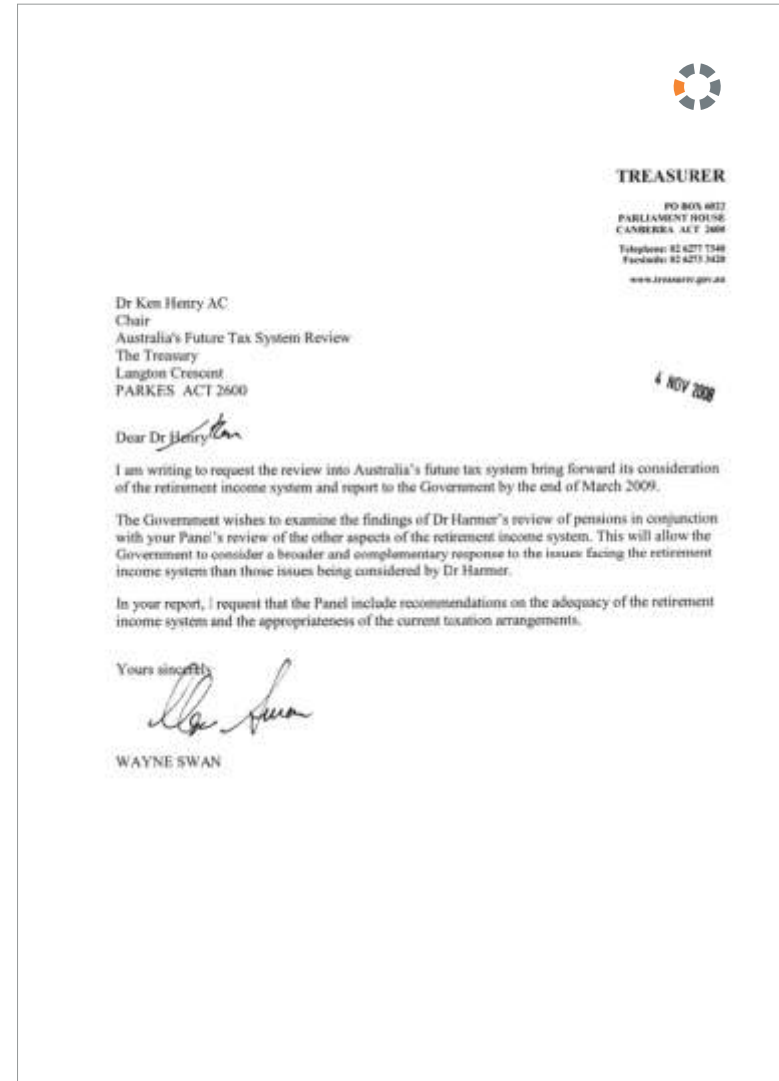 TREASURER
PO BOX 6022
PARLIAMENT HOUSE
CANBERRA ACT 2600
Telephone: 02 6277 7340
Facsimile: 02 6273 3420
www.treasurer.gov.au
Dr Ken Henry AC
Chair
Australia's Future Tax System Review
The Treasury
Langton Crescent
PARKES ACT 2600
4 NOV 2008
Dear Dr Henry Ken
I am writing to request the review into Australia's future tax system bring forward its consideration
of the retirement income system and report to the Government by the end of March 2009.
The Government wishes to examine the findings of Dr Harmer's review of pensions in conjunction
with your Panel's review of the other aspects of the retirement income system. This will allow the
Government to consider a broader and complementary response to the issues facing the retirement
income system than those issues being considered by Dr Harmer.
In your report, I request that the Panel include recommendations on the adequacy of the retirement
income system and the appropriateness of the current taxation arrangements.
Yours sincerely
Wayne Swan
WAYNE SWAN